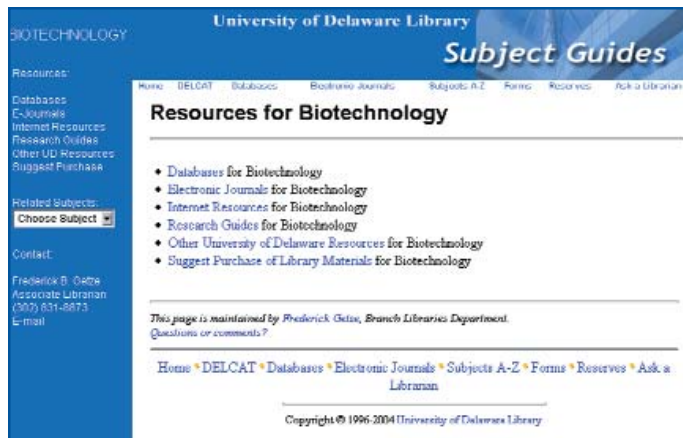 University of Delaware Library
Subject Guides
BIOTECHNOLOGY
Resources:
Databases
E-Journals
Internet Resources
Research Guides
Other UD Resources
Suggest Purchase
Related Subjects:
Choose Subject
Contact:
Frederick B. Getze
Associate Librarian
(302) 831-8873
E-mail
Home DELCAT Databases Electronic Journals Subjects A-Z Forms Reserves Ask a Librarian
Resources for Biotechnology
• Databases for Biotechnology
• Electronic Journals for Biotechnology
• Internet Resources for Biotechnology
• Research Guides for Biotechnology
• Other University of Delaware Resources for Biotechnology
• Suggest Purchase of Library Materials for Biotechnology
This page is maintained by Frederick Getze, Branch Libraries Department.
Questions or comments?
Home * DELCAT * Databases * Electronic Journals * Subjects A-Z * Forms * Reserves * Ask a
Librarian
Copyright © 1996-2004 University of Delaware Library